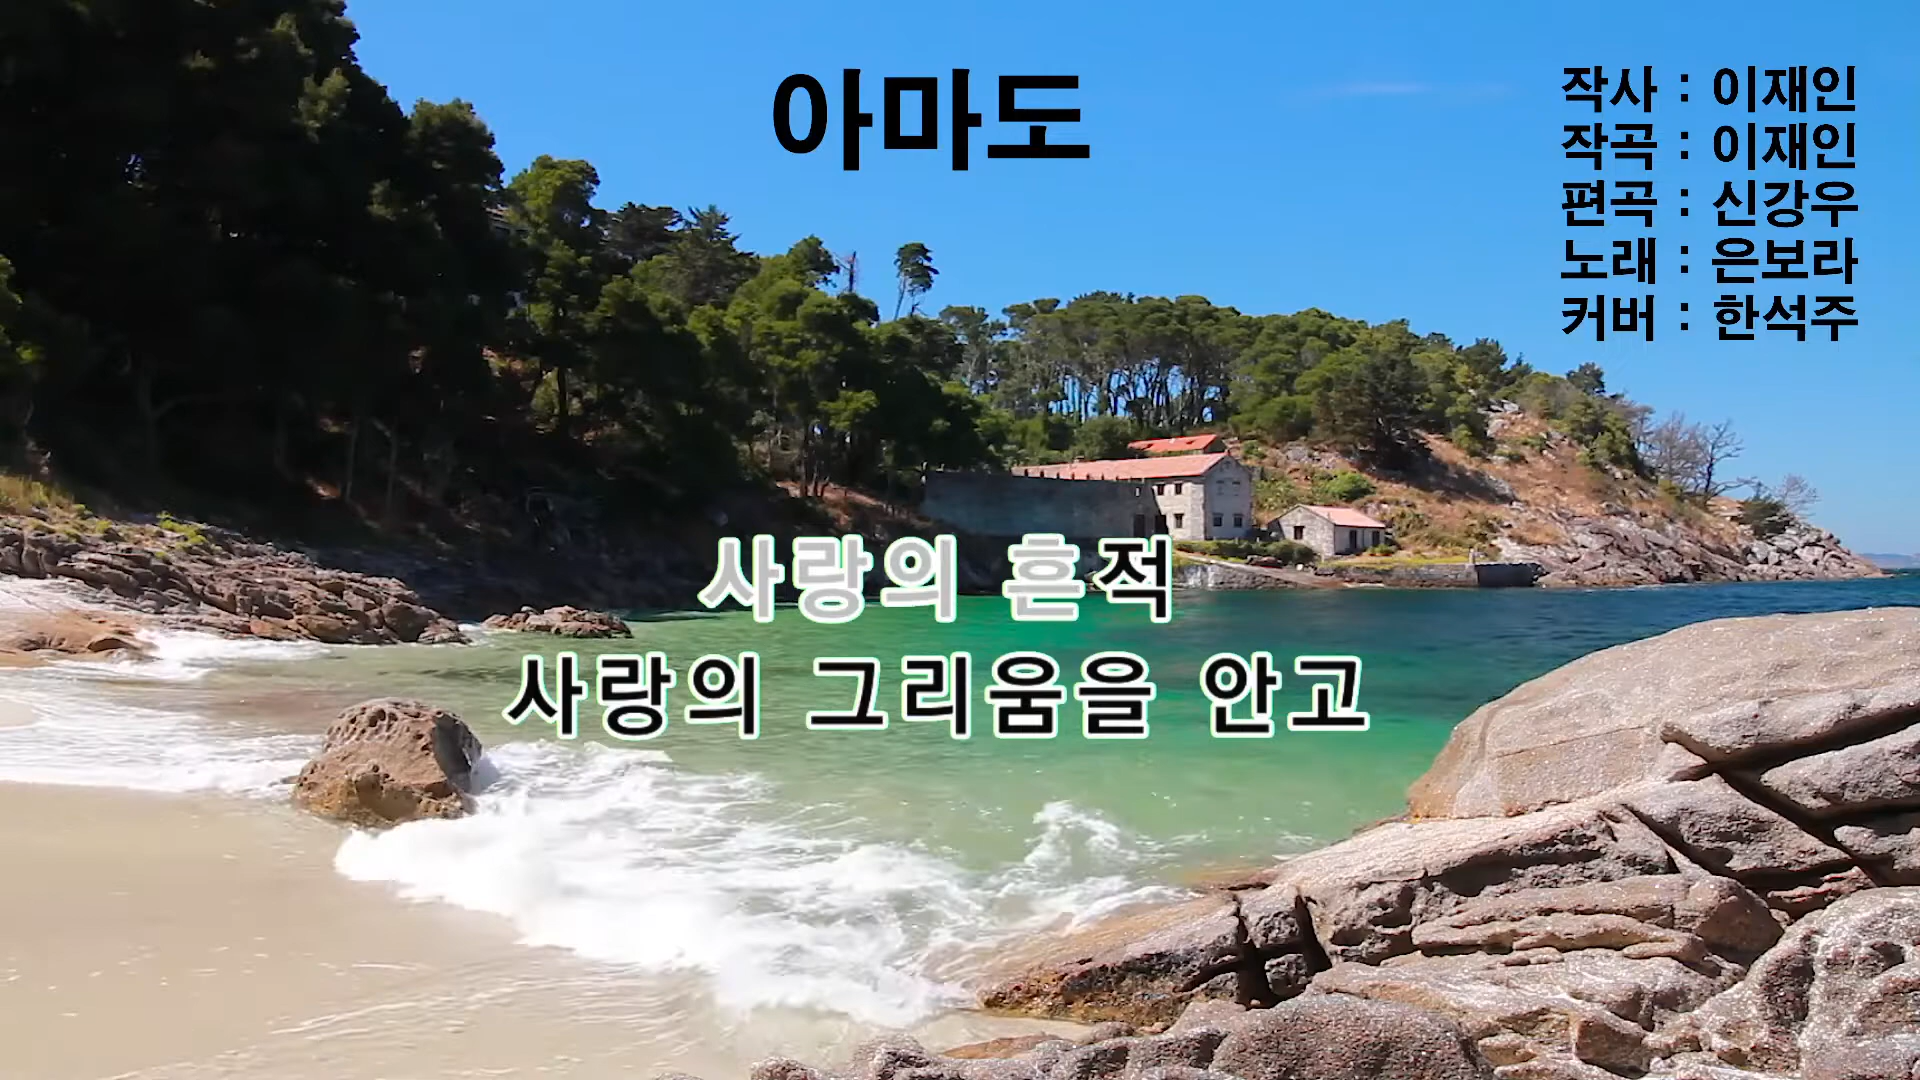 아마도
작사 : 이재인
작곡 : 이재인
편곡 : 신강우
노래 : 은보라
커버 : 한석주
사랑의 흔적
사랑의 그리움을 안고